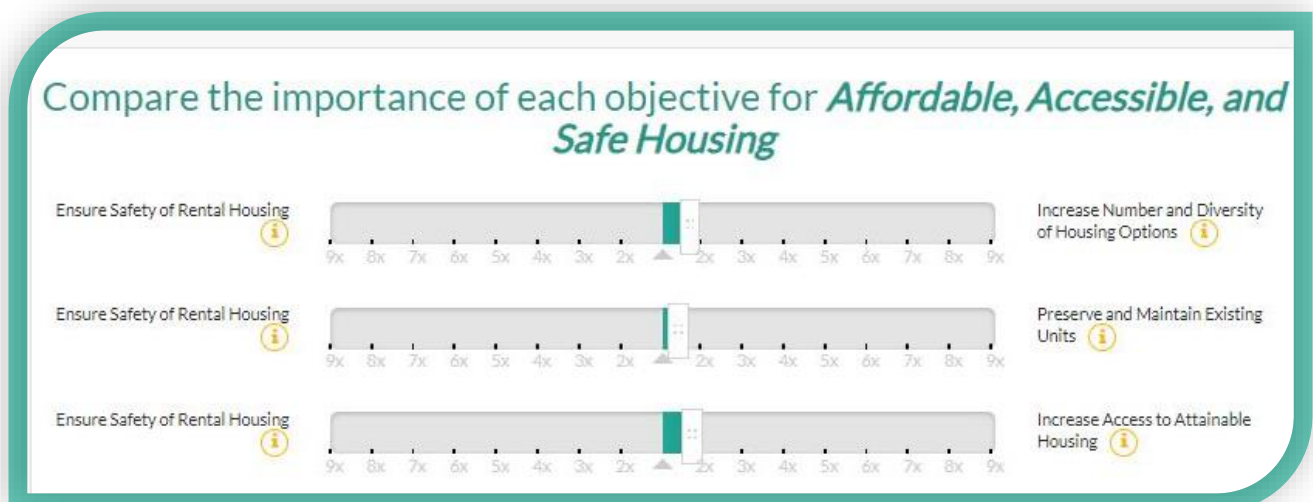 Compare the importance of each objective for Affordable, Accessible, and
Safe Housing
Ensure Safety of Rental Housing
Increase Number and Diversity
of Housing Options
9x 8x 7x 6x 5x 4x 3x 2x 2x 3x 4x 5x 6x 7x 8x 9x
Ensure Safety of Rental Housing
Preserve and Maintain Existing
Units
9x 8x 7x 6x 5x 4x 3x 2x 2x 3x 4x 5x 6x 7x 8x 9x
Ensure Safety of Rental Housing
Increase Access to Attainable
Housing
9x 8x 7x 6x 5x 4x 3x 2x 2x 3x 4x 5x 6x 7x 8x 9x